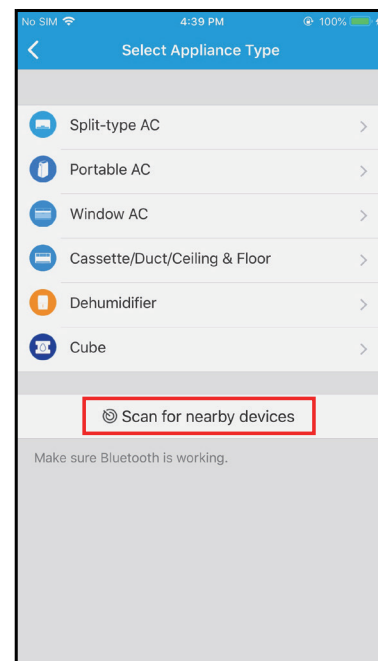 No SIM 4:39 PM 100%
Select Appliance Type
Split-type AC
Portable AC
Window AC
Cassette/Duct/Ceiling & Floor
Dehumidifier
Cube
Scan for nearby devices
Make sure Bluetooth is working.